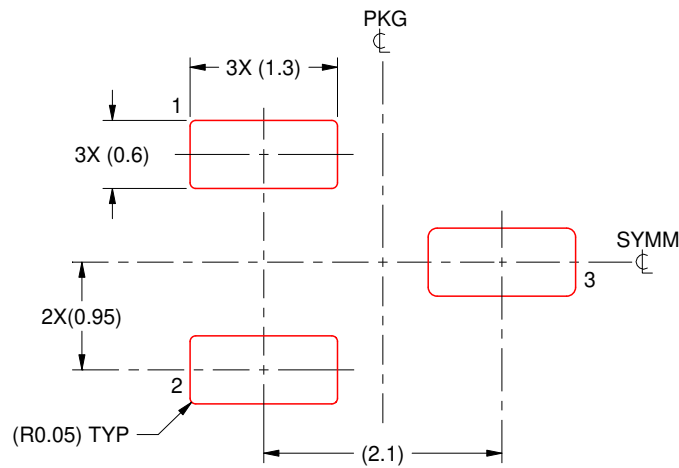 PKG
℄
3X (1.3)
1
3X (0.6)
SYMM
℄
3
2X(0.95)
2
(R0.05) TYP
(2.1)